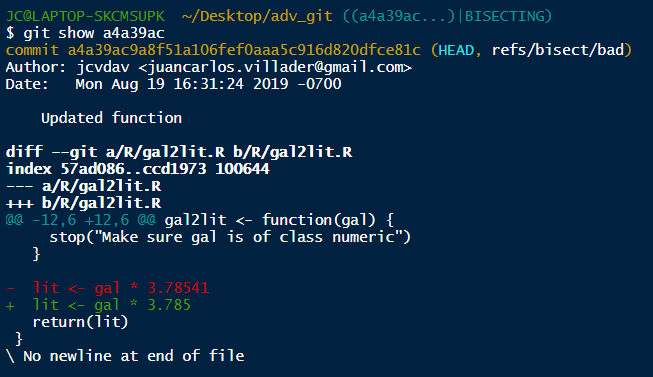 JC@LAPTOP-SKCMSUPK ~/Desktop/adv_git ((a4a39ac...)|BISECTING)
$ git show a4a39ac
commit a4a39ac9a8f51a106fef0aaa5c916d820dfce81c (HEAD, refs/bisect/bad)
Author: jcvdav <juancarlos.villader@gmail.com>
Date:   Mon Aug 19 16:31:24 2019 -0700

    Updated function

diff --git a/R/gal2lit.R b/R/gal2lit.R
index 57ad086..ccd1973 100644
--- a/R/gal2lit.R
+++ b/R/gal2lit.R
@@ -12,6 +12,6 @@ gal2lit <- function(gal) {
     stop("Make sure gal is of class numeric")
   }

-  lit <- gal * 3.78541
+  lit <- gal * 3.785
   return(lit)
 }
\ No newline at end of file